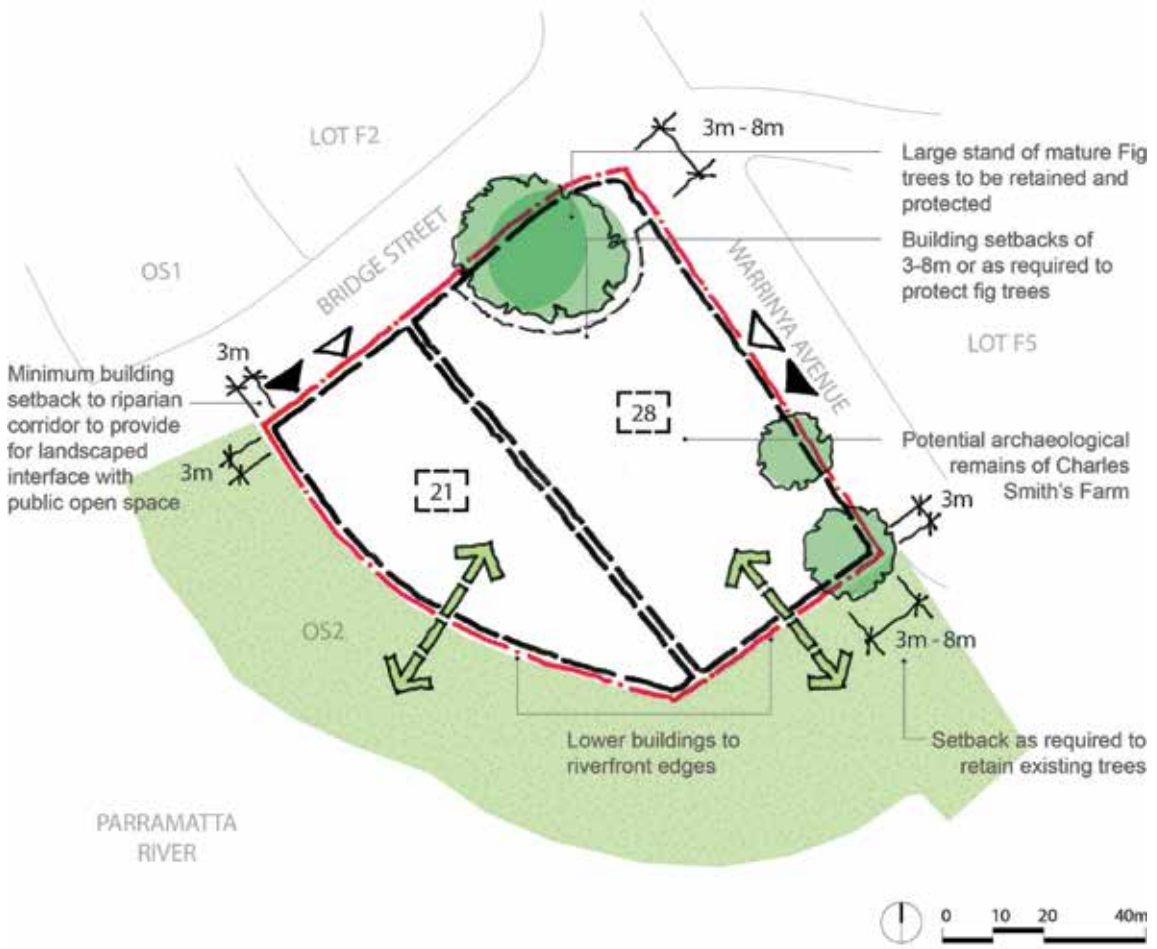 3m - 8m
LOT F2
Large stand of mature Fig
trees to be retained and
protected
BRIDGE STREET
OS1
WARRINYA AVENUE
Building setbacks of
3-8m or as required to
protect fig trees
LOT F5
3m
Minimum building
setback to riparian
corridor to provide
for landscaped
interface with
public open space
3m
28
Potential archaeological
remains of Charles
Smith's Farm
21
3m
OS2
3m - 8m
Lower buildings to
riverfront edges
Setback as required to
retain existing trees
PARRAMATTA
RIVER
0 10 20 40m